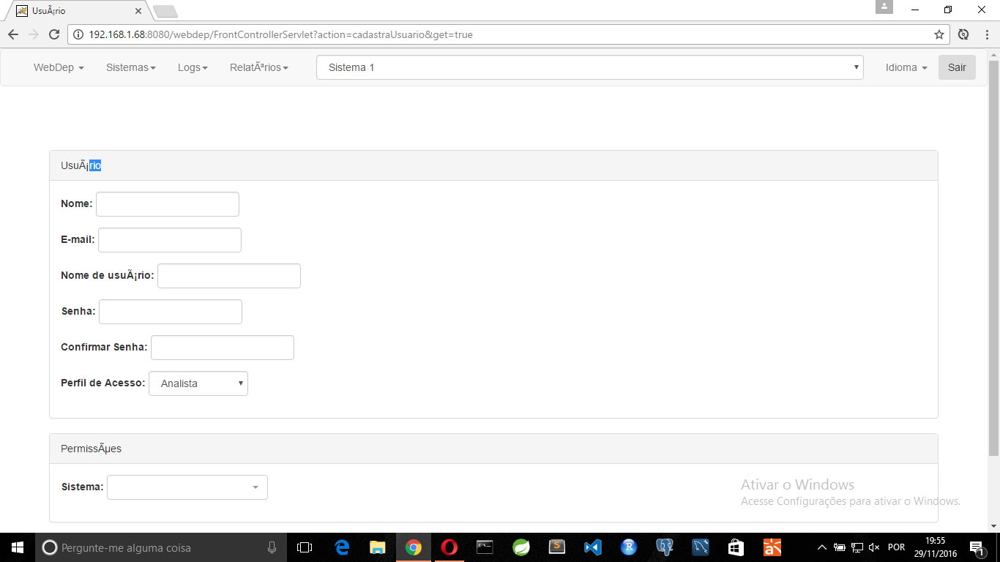 UsuÃ¡rio
192.168.1.68:8080/webdep/FrontControllerServlet?action=cadastraUsuario&get=true
WebDep Sistemas Logs RelatÃ³rios Sistema 1 Idioma Sair
UsuÃ¡rio
Nome:
E-mail:
Nome de usuÃ¡rio:
Senha:
Confirmar Senha:
Perfil de Acesso: Analista
PermissÃµes
Sistema:
Ativar o Windows
Acesse Configurações para ativar o Windows.
Pergunte-me alguma coisa
POR
19:55
29/11/2016
1